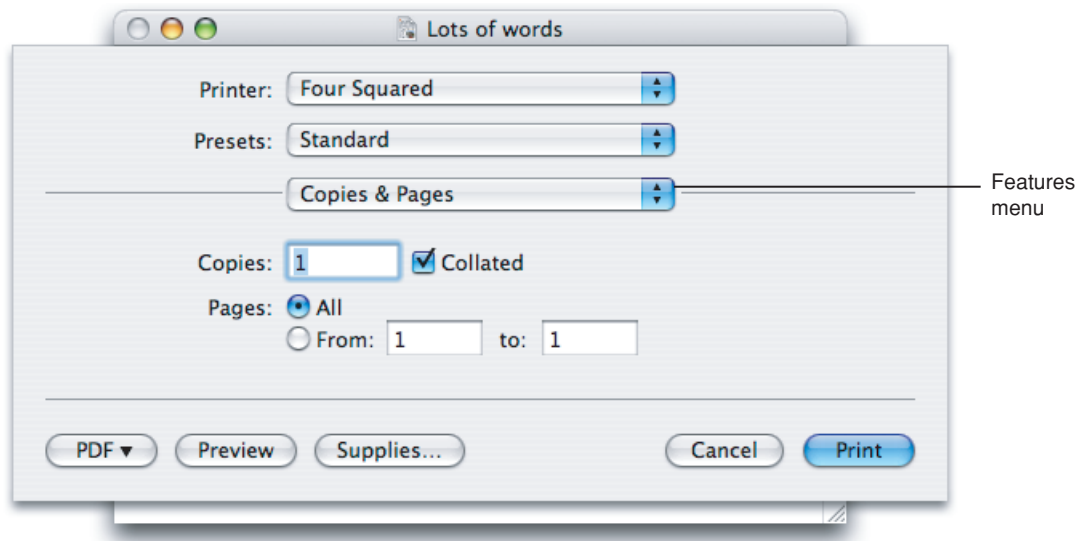 Lots of words
Printer: Four Squared
Presets: Standard
Copies & Pages
Features
menu
Copies: 1 Collated
Pages: All
From: 1 to: 1
PDF ▼ Preview Supplies... Cancel Print